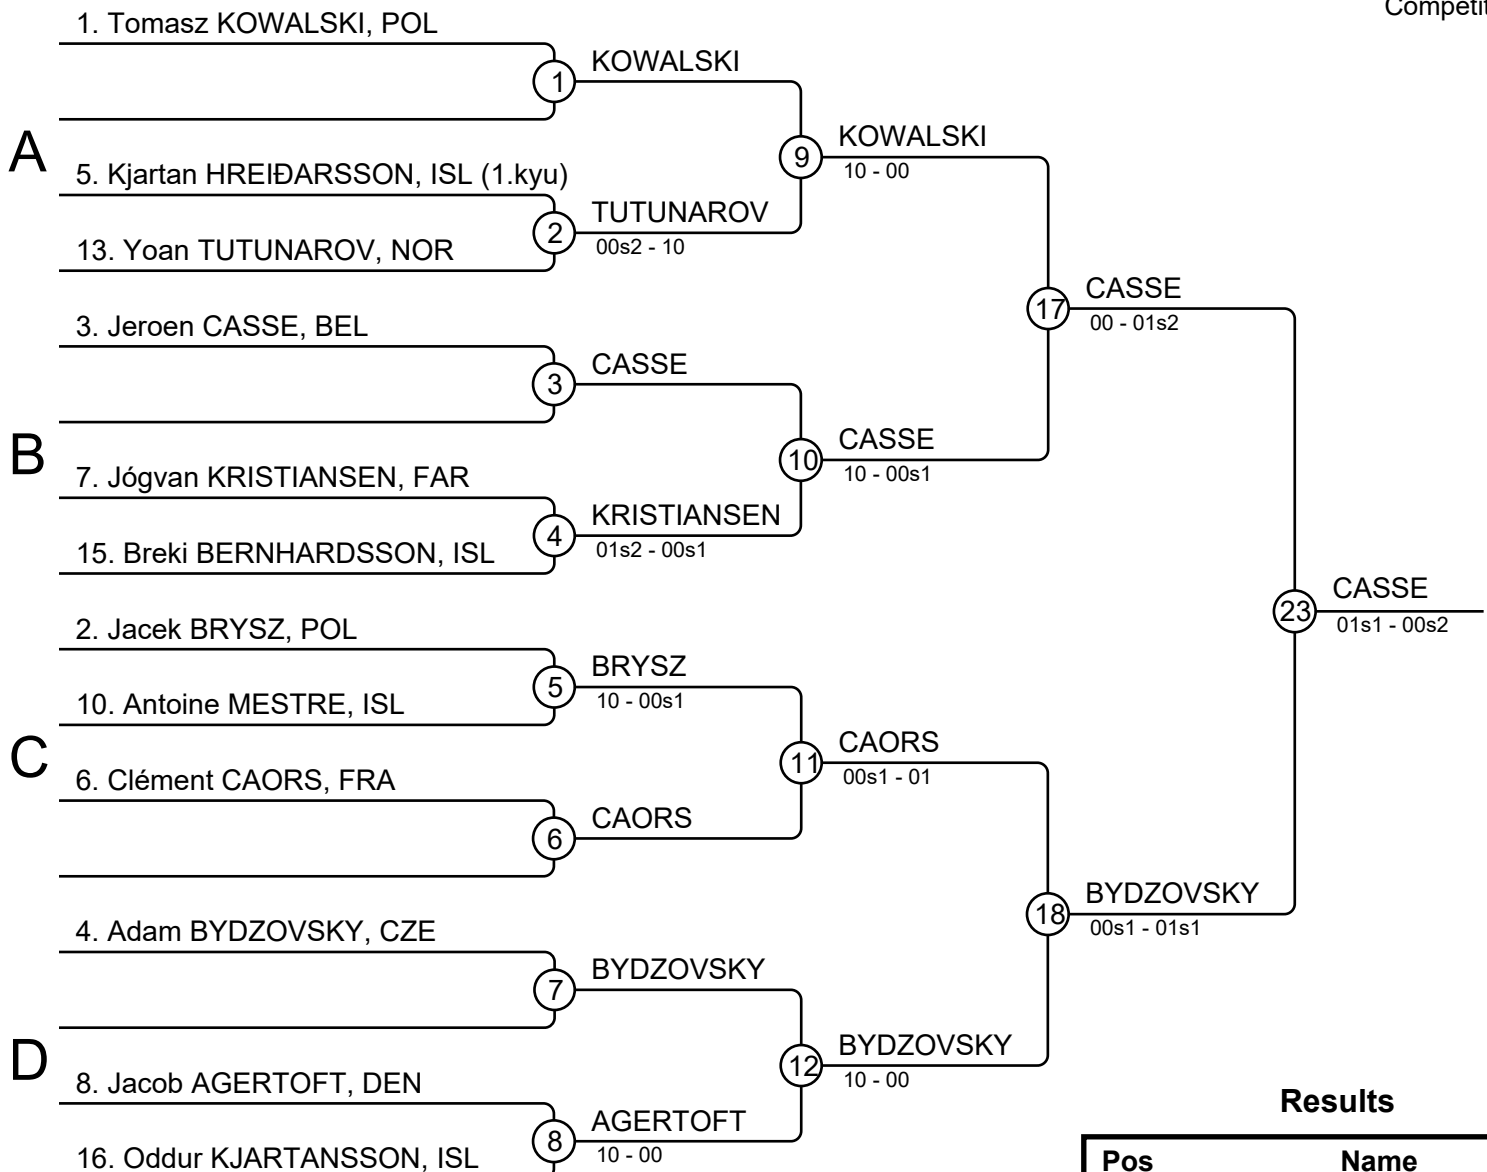 Competit
1. Tomasz KOWALSKI, POL
1
KOWALSKI
A
9
KOWALSKI
10 - 00
5. Kjartan HREIÐARSSON, ISL (1.kyu)
2
TUTUNAROV
00s2 - 10
13. Yoan TUTUNAROV, NOR
17
CASSE
00 - 01s2
3. Jeroen CASSE, BEL
3
CASSE
B
10
CASSE
10 - 00s1
7. Jógvan KRISTIANSEN, FAR
4
KRISTIANSEN
01s2 - 00s1
15. Breki BERNHARDSSON, ISL
23
CASSE
01s1 - 00s2
2. Jacek BRYSZ, POL
5
BRYSZ
10 - 00s1
10. Antoine MESTRE, ISL
C
11
CAORS
00s1 - 01
6. Clément CAORS, FRA
6
CAORS
18
BYDZOVSKY
00s1 - 01s1
4. Adam BYDZOVSKY, CZE
7
BYDZOVSKY
D
12
BYDZOVSKY
10 - 00
8. Jacob AGERTOFT, DEN
8
AGERTOFT
10 - 00
16. Oddur KJARTANSSON, ISL
Results
Pos Name